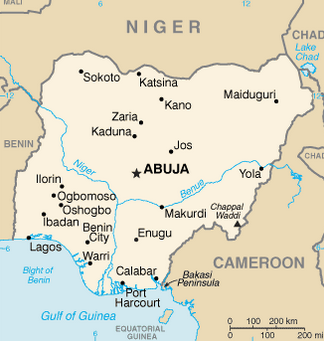 MALI
NIGER
CHAD
Lake
Chad
Sokoto
Katsina
Kano
Maiduguri
Zaria
Kaduna
Jos
BENIN
Niger
ABUJA
Benue
Yola
Ilorin
Ogbomoso
Oshogbo
Ibadan
Makurdi
Chappal
Waddi
Lagos
Benin
City
Enugu
Warri
Bight of
Benin
Calabar
CAMEROON
Bakasi
Peninsula
Port
Harcourt
Gulf of Guinea
EQUATORIAL
GUINEA
0 100 200 km
0 100 200 mi